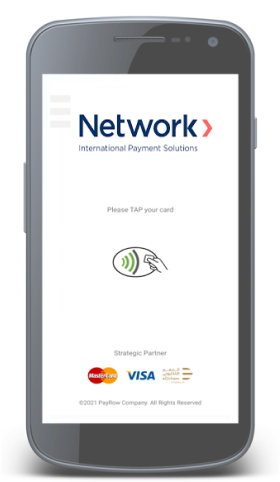 Network
International Payment Solutions
Please TAP your card
Strategic Partner
MasterCard
VISA
©2021 PayRow Company. All Rights Reserved